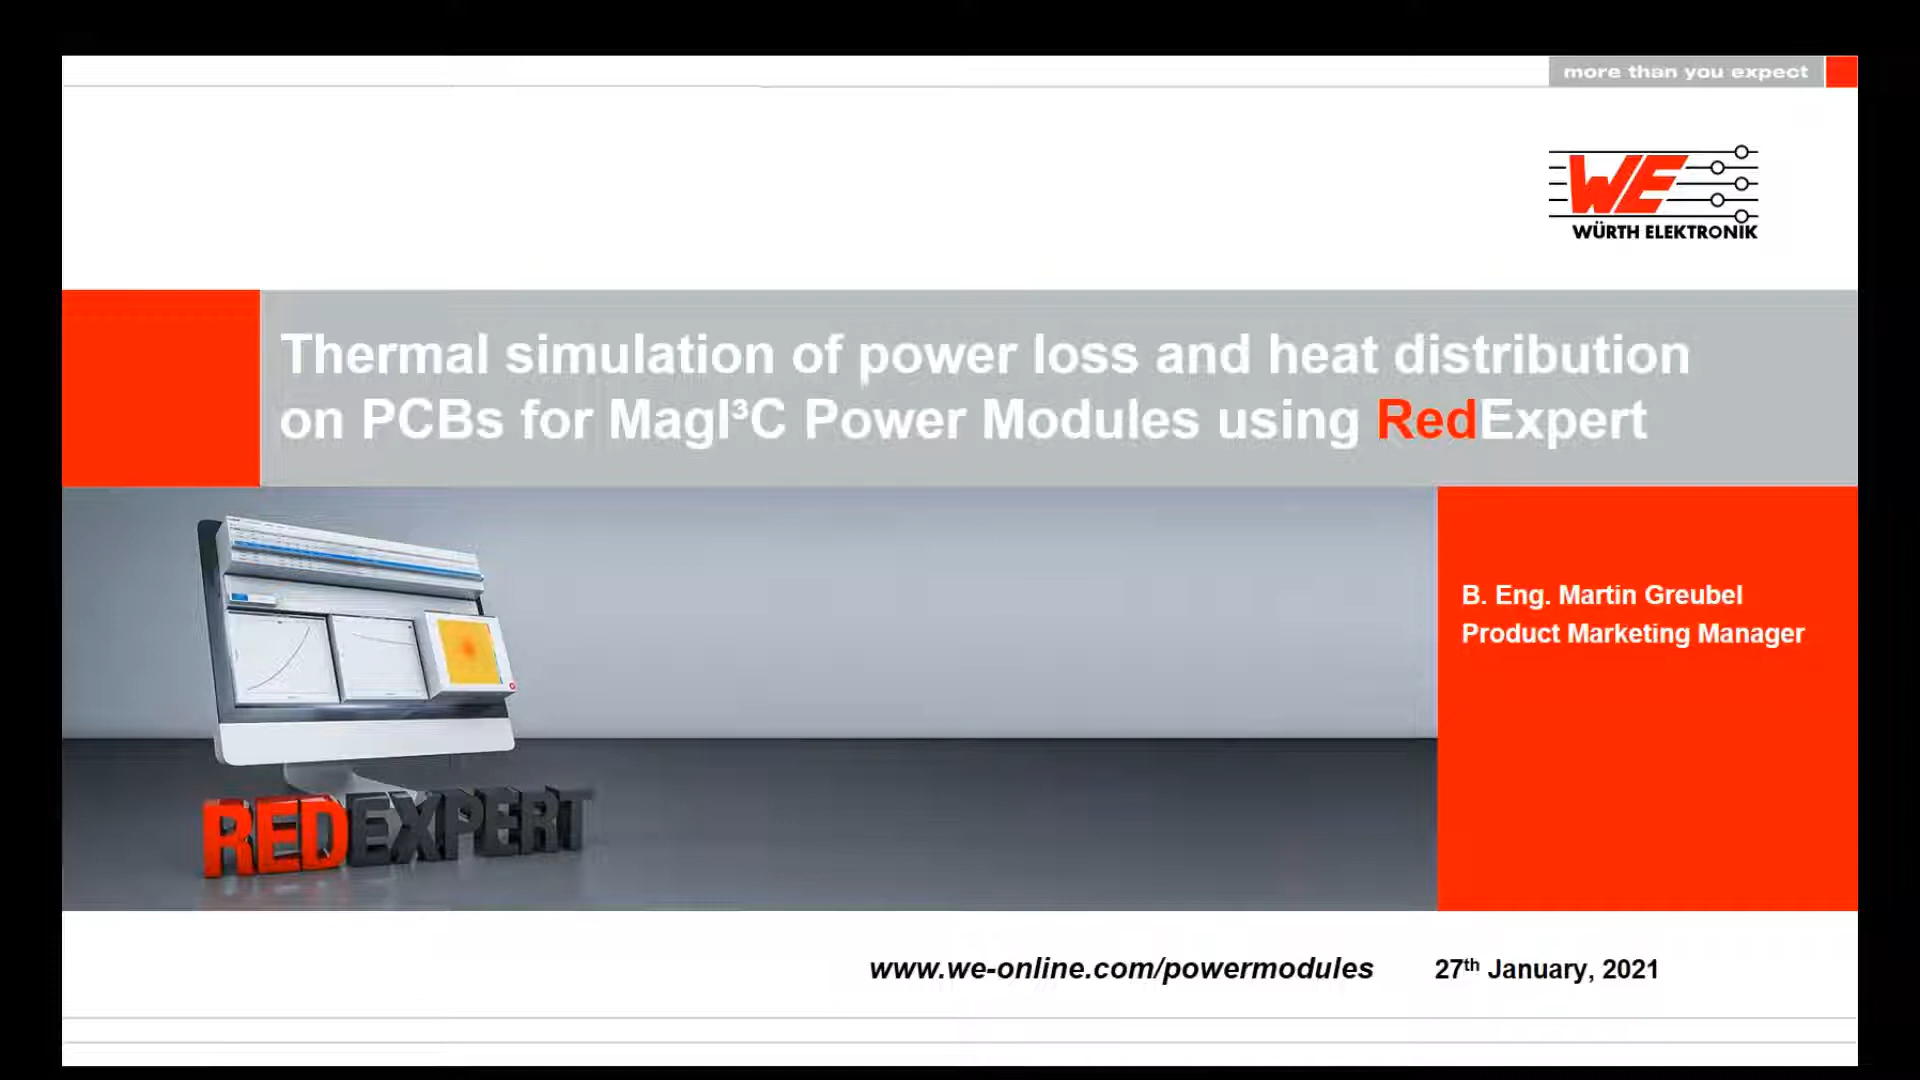 more than you expect
WE
WÜRTH ELEKTRONIK
Thermal simulation of power loss and heat distribution
on PCBs for MagI³C Power Modules using RedExpert
B. Eng. Martin Greubel
Product Marketing Manager
REDEXPERT
www.we-online.com/powermodules
27th January, 2021